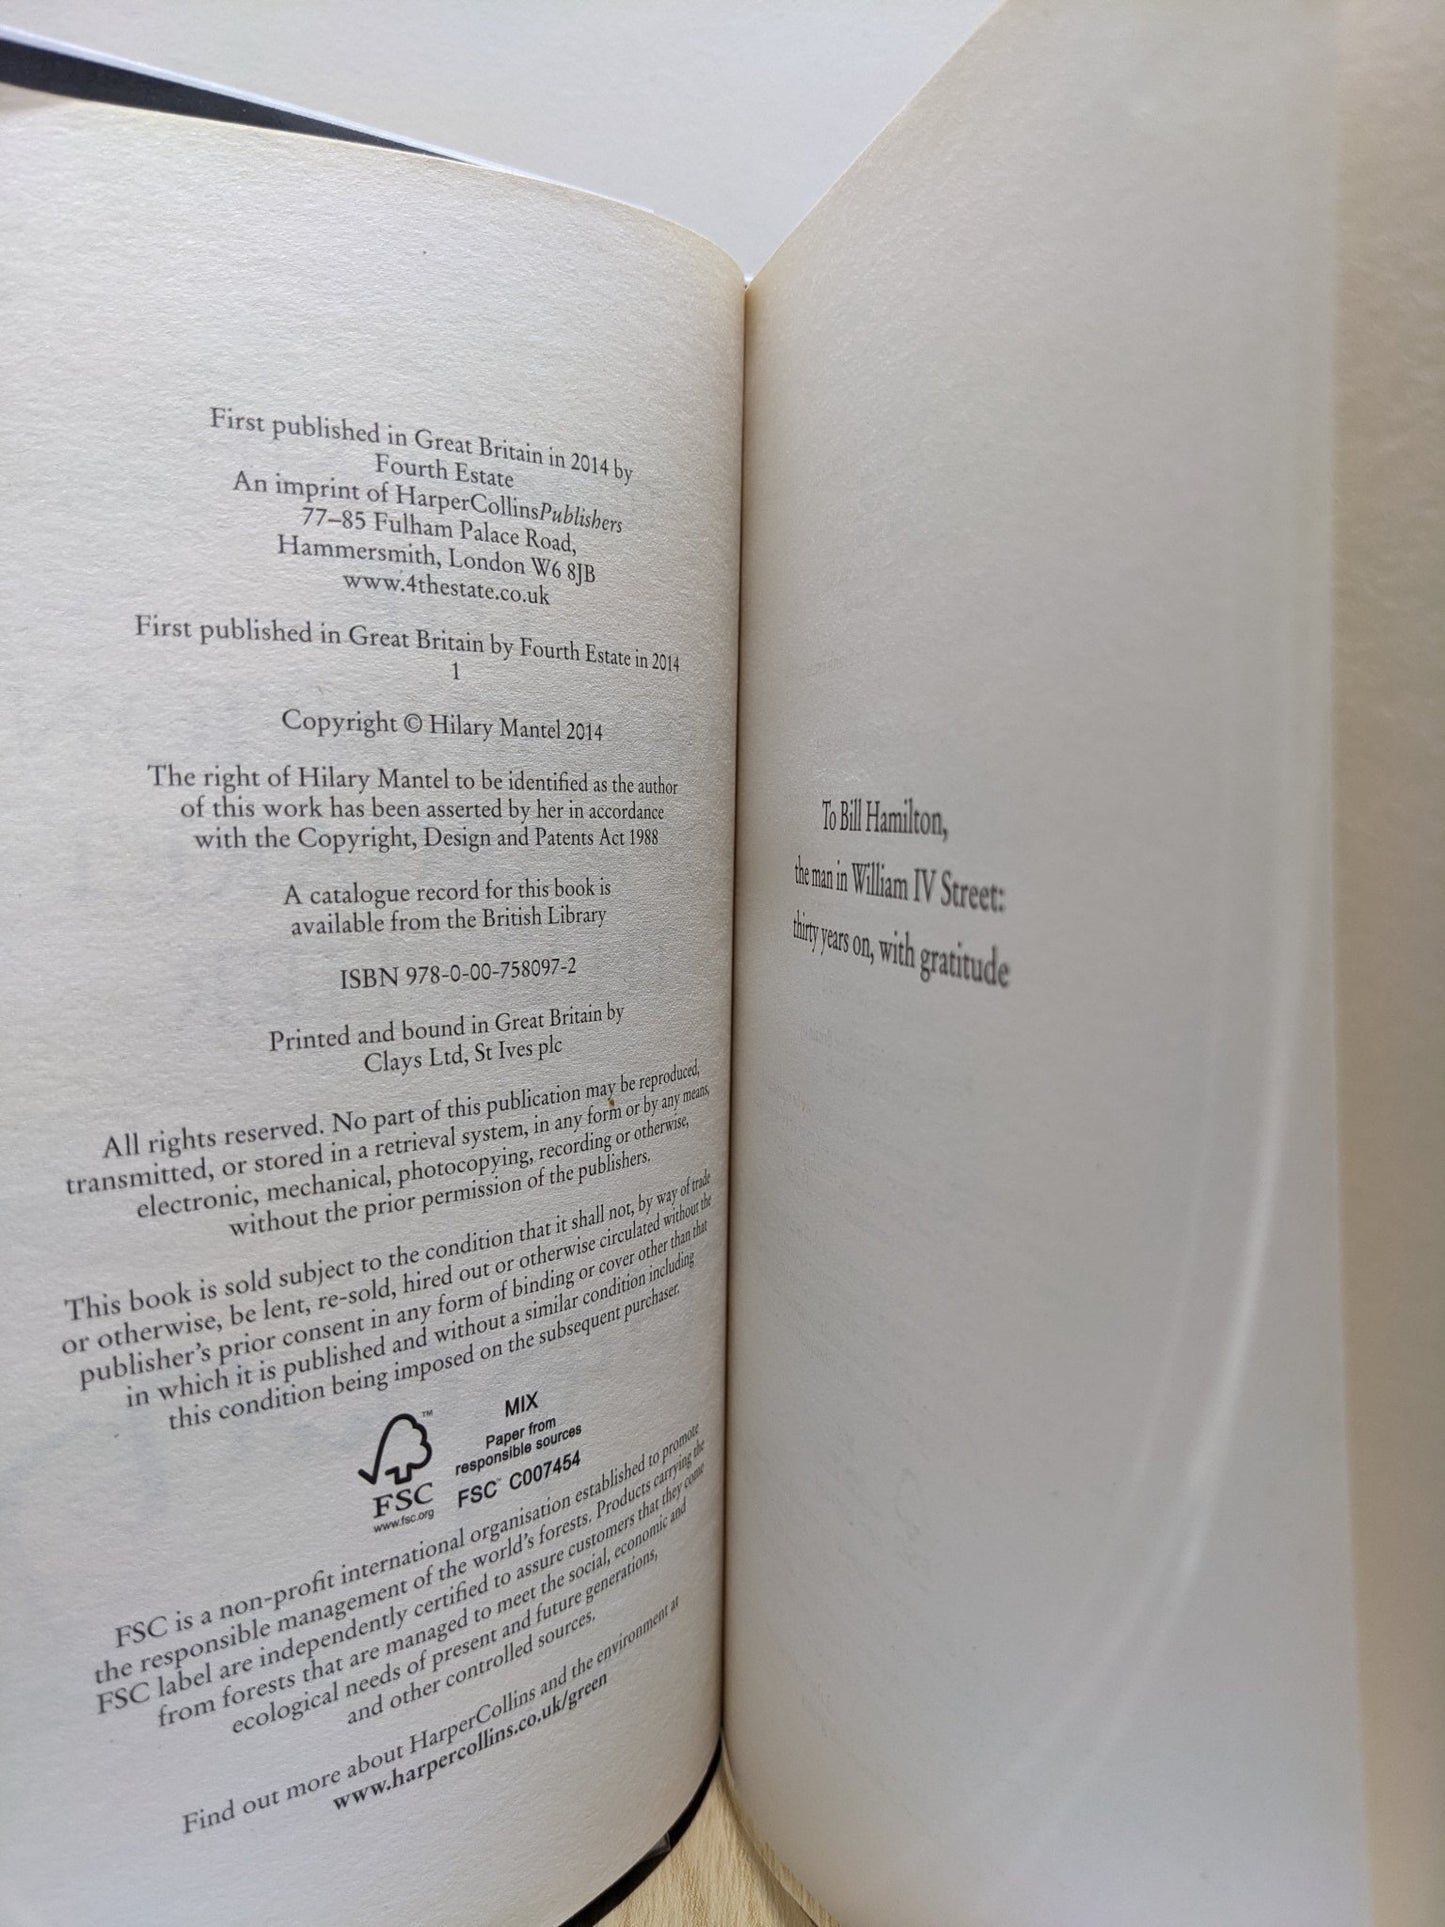 First published in Great Britain in 2014 by
Fourth Estate
An imprint of HarperCollinsPublishers
77–85 Fulham Palace Road,
Hammersmith, London W6 8JB
www.4thestate.co.uk
First published in Great Britain by Fourth Estate in 2014
1
Copyright © Hilary Mantel 2014
The right of Hilary Mantel to be identified as the author
of this work has been asserted by her in accordance
with the Copyright, Design and Patents Act 1988
A catalogue record for this book is
available from the British Library
ISBN 978-0-00-758097-2
Printed and bound in Great Britain by
Clays Ltd, St Ives plc
All rights reserved. No part of this publication may be reproduced,
transmitted, or stored in a retrieval system, in any form or by any means,
electronic, mechanical, photocopying, recording or otherwise,
without the prior permission of the publishers.
This book is sold subject to the condition that it shall not, by way of trade
or otherwise, be lent, re-sold, hired out or otherwise circulated without the
publisher's prior consent in any form of binding or cover other than that
in which it is published and without a similar condition including
this condition being imposed on the subsequent purchaser.
™
FSC
www.fsc.org
MIX
Paper from
responsible sources
FSC™ C007454
FSC is a non-profit international organisation established to promote
the responsible management of the world's forests. Products carrying the
FSC label are independently certified to assure customers that they come
from forests that are managed to meet the social, economic and
ecological needs of present and future generations,
and other controlled sources.
Find out more about HarperCollins and the environment at
www.harpercollins.co.uk/green
To Bill Hamilton,
the man in William IV Street:
thirty years on, with gratitude